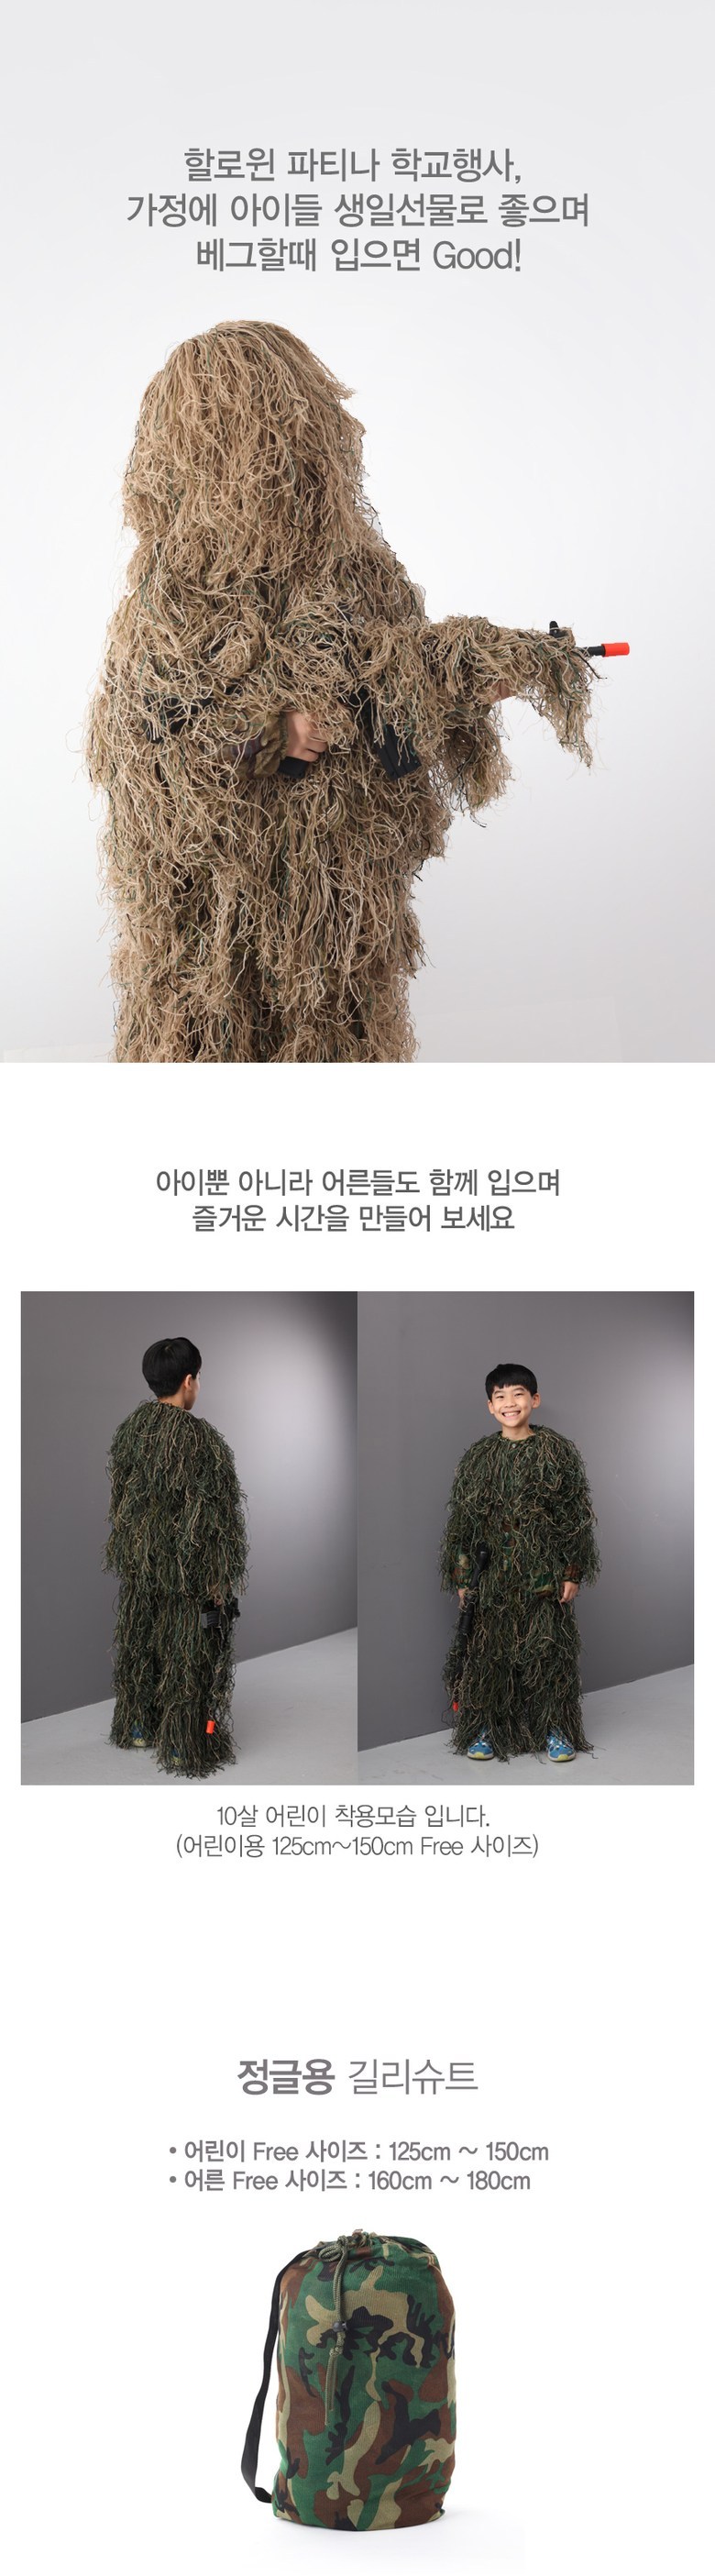 할로윈 파티나 학교행사,
가정에 아이들 생일선물로 좋으며
베그할때 입으면 Good!
아이뿐 아니라 어른들도 함께 입으며
즐거운 시간을 만들어 보세요
10살 어린이 착용모습 입니다.
(어린이용 125cm~150cm Free 사이즈)
정글용 길리슈트
• 어린이 Free 사이즈 : 125cm ~ 150cm
• 어른 Free 사이즈 : 160cm ~ 180cm